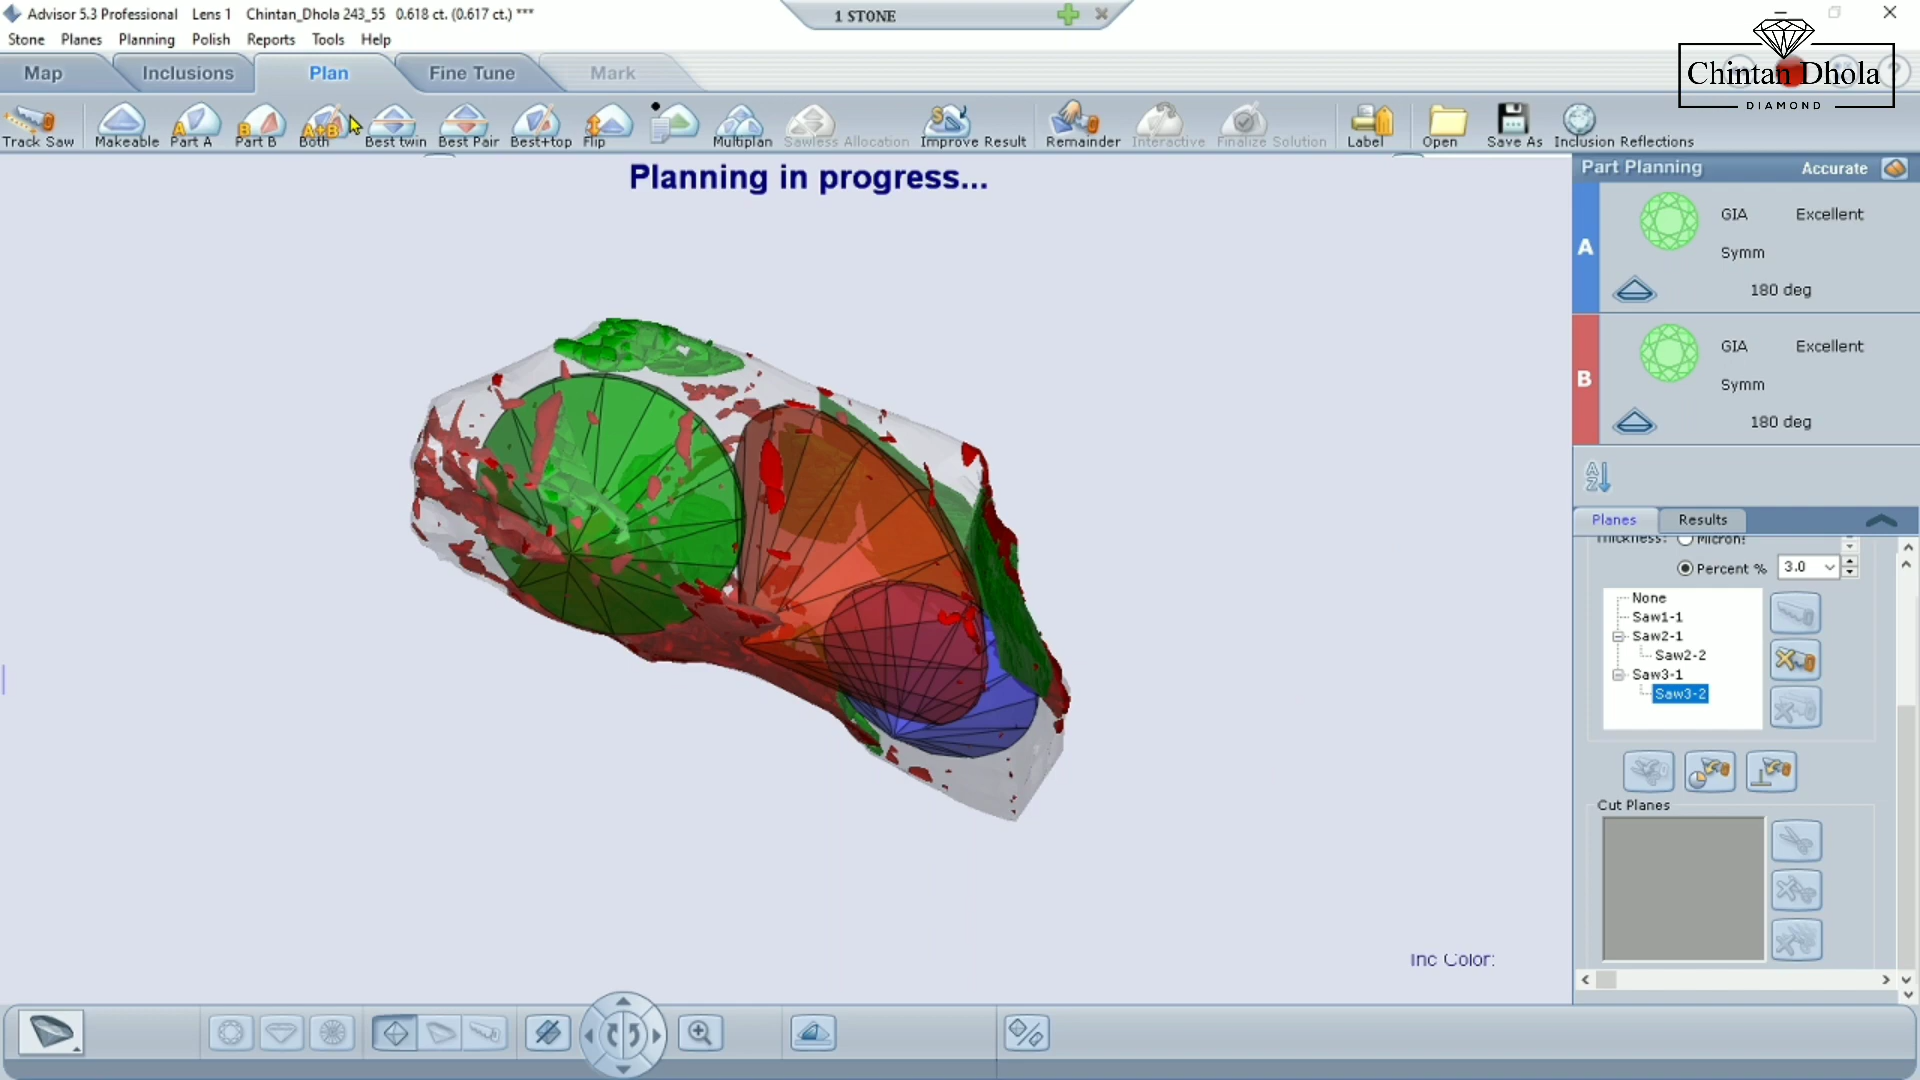 Advisor 5.3 Professional Lens 1 Chintan_Dhola 243_55 0.618 ct. (0.617 ct.) ***
1 STONE
Stone Planes Planning Polish Reports Tools Help
Chintan Dhola
DIAMOND
Map Inclusions Plan Fine Tune Mark
Track Saw Makeable Part A Part B Both Best twin Best Pair Best+top Flip Multiplan Sawless Allocation Improve Result Remainder Interactive Finalize Solution Label Open Save As Inclusion Reflections
Planning in progress...
Part Planning Accurate
A
GIA Excellent
Symm
180 deg
B
GIA Excellent
Symm
180 deg
Planes Results
Thickness: Micron:
Percent % 3.0
None
Saw1-1
Saw2-1
Saw2-2
Saw3-1
Saw3-2
Cut Planes
Inc Color: